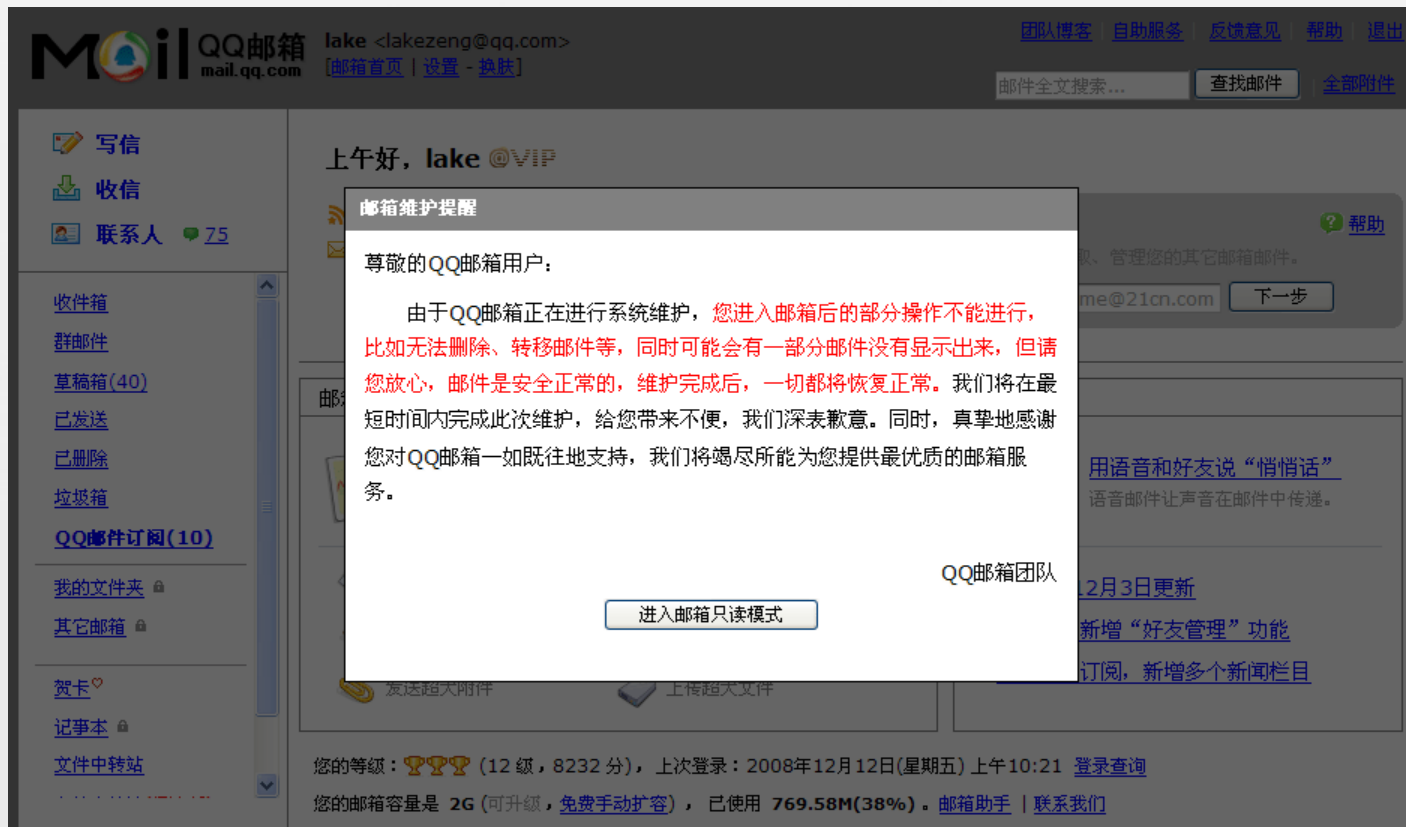 MOil QQ邮箱
mail.qq.com
lake <lakezeng@qq.com>
[邮箱首页 | 设置 - 换肤]
团队博客 | 自助服务 | 反馈意见 | 帮助 | 退出
邮件全文搜索... 查找邮件 | 全部附件
写信
收信
联系人 75
收件箱
群邮件
草稿箱(40)
已发送
已删除
垃圾箱
QQ邮件订阅(10)
我的文件夹
其它邮箱
贺卡
记事本
文件中转站
上午好，lake @VIP
帮助
、管理您的其它邮箱邮件。
me@21cn.com 下一步
邮箱维护提醒
尊敬的QQ邮箱用户：
由于QQ邮箱正在进行系统维护，您进入邮箱后的部分操作不能进行，
比如无法删除、转移邮件等，同时可能会有一部分邮件没有显示出来，但请
您放心，邮件是安全正常的，维护完成后，一切都将恢复正常。我们将在最
短时间内完成此次维护，给您带来不便，我们深表歉意。同时，真挚地感谢
您对QQ邮箱一如既往地支持，我们将竭尽所能为您提供最优质的邮箱服
务。
QQ邮箱团队
进入邮箱只读模式
用语音和好友说“悄悄话”
语音邮件让声音在邮件中传递。
2月3日更新
新增“好友管理”功能
订阅，新增多个新闻栏目
发送超大附件
上传超大文件
您的等级： (12 级，8232 分)，上次登录：2008年12月12日(星期五) 上午10:21 登录查询
您的邮箱容量是 2G (可升级，免费手动扩容)，已使用 769.58M(38%)。邮箱助手 | 联系我们